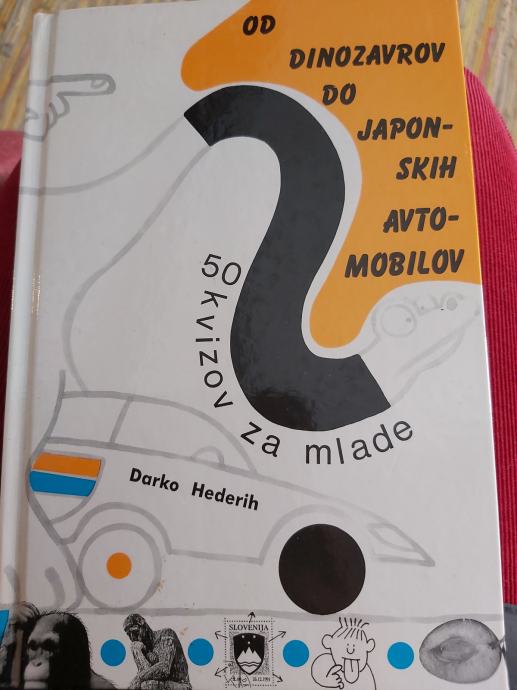 OD
DINOZAVROV
DO
JAPON-
SKIH
AVTO-
MOBILOV
50 kvizov za mlade
Darko Hederih
SLOVENIJA